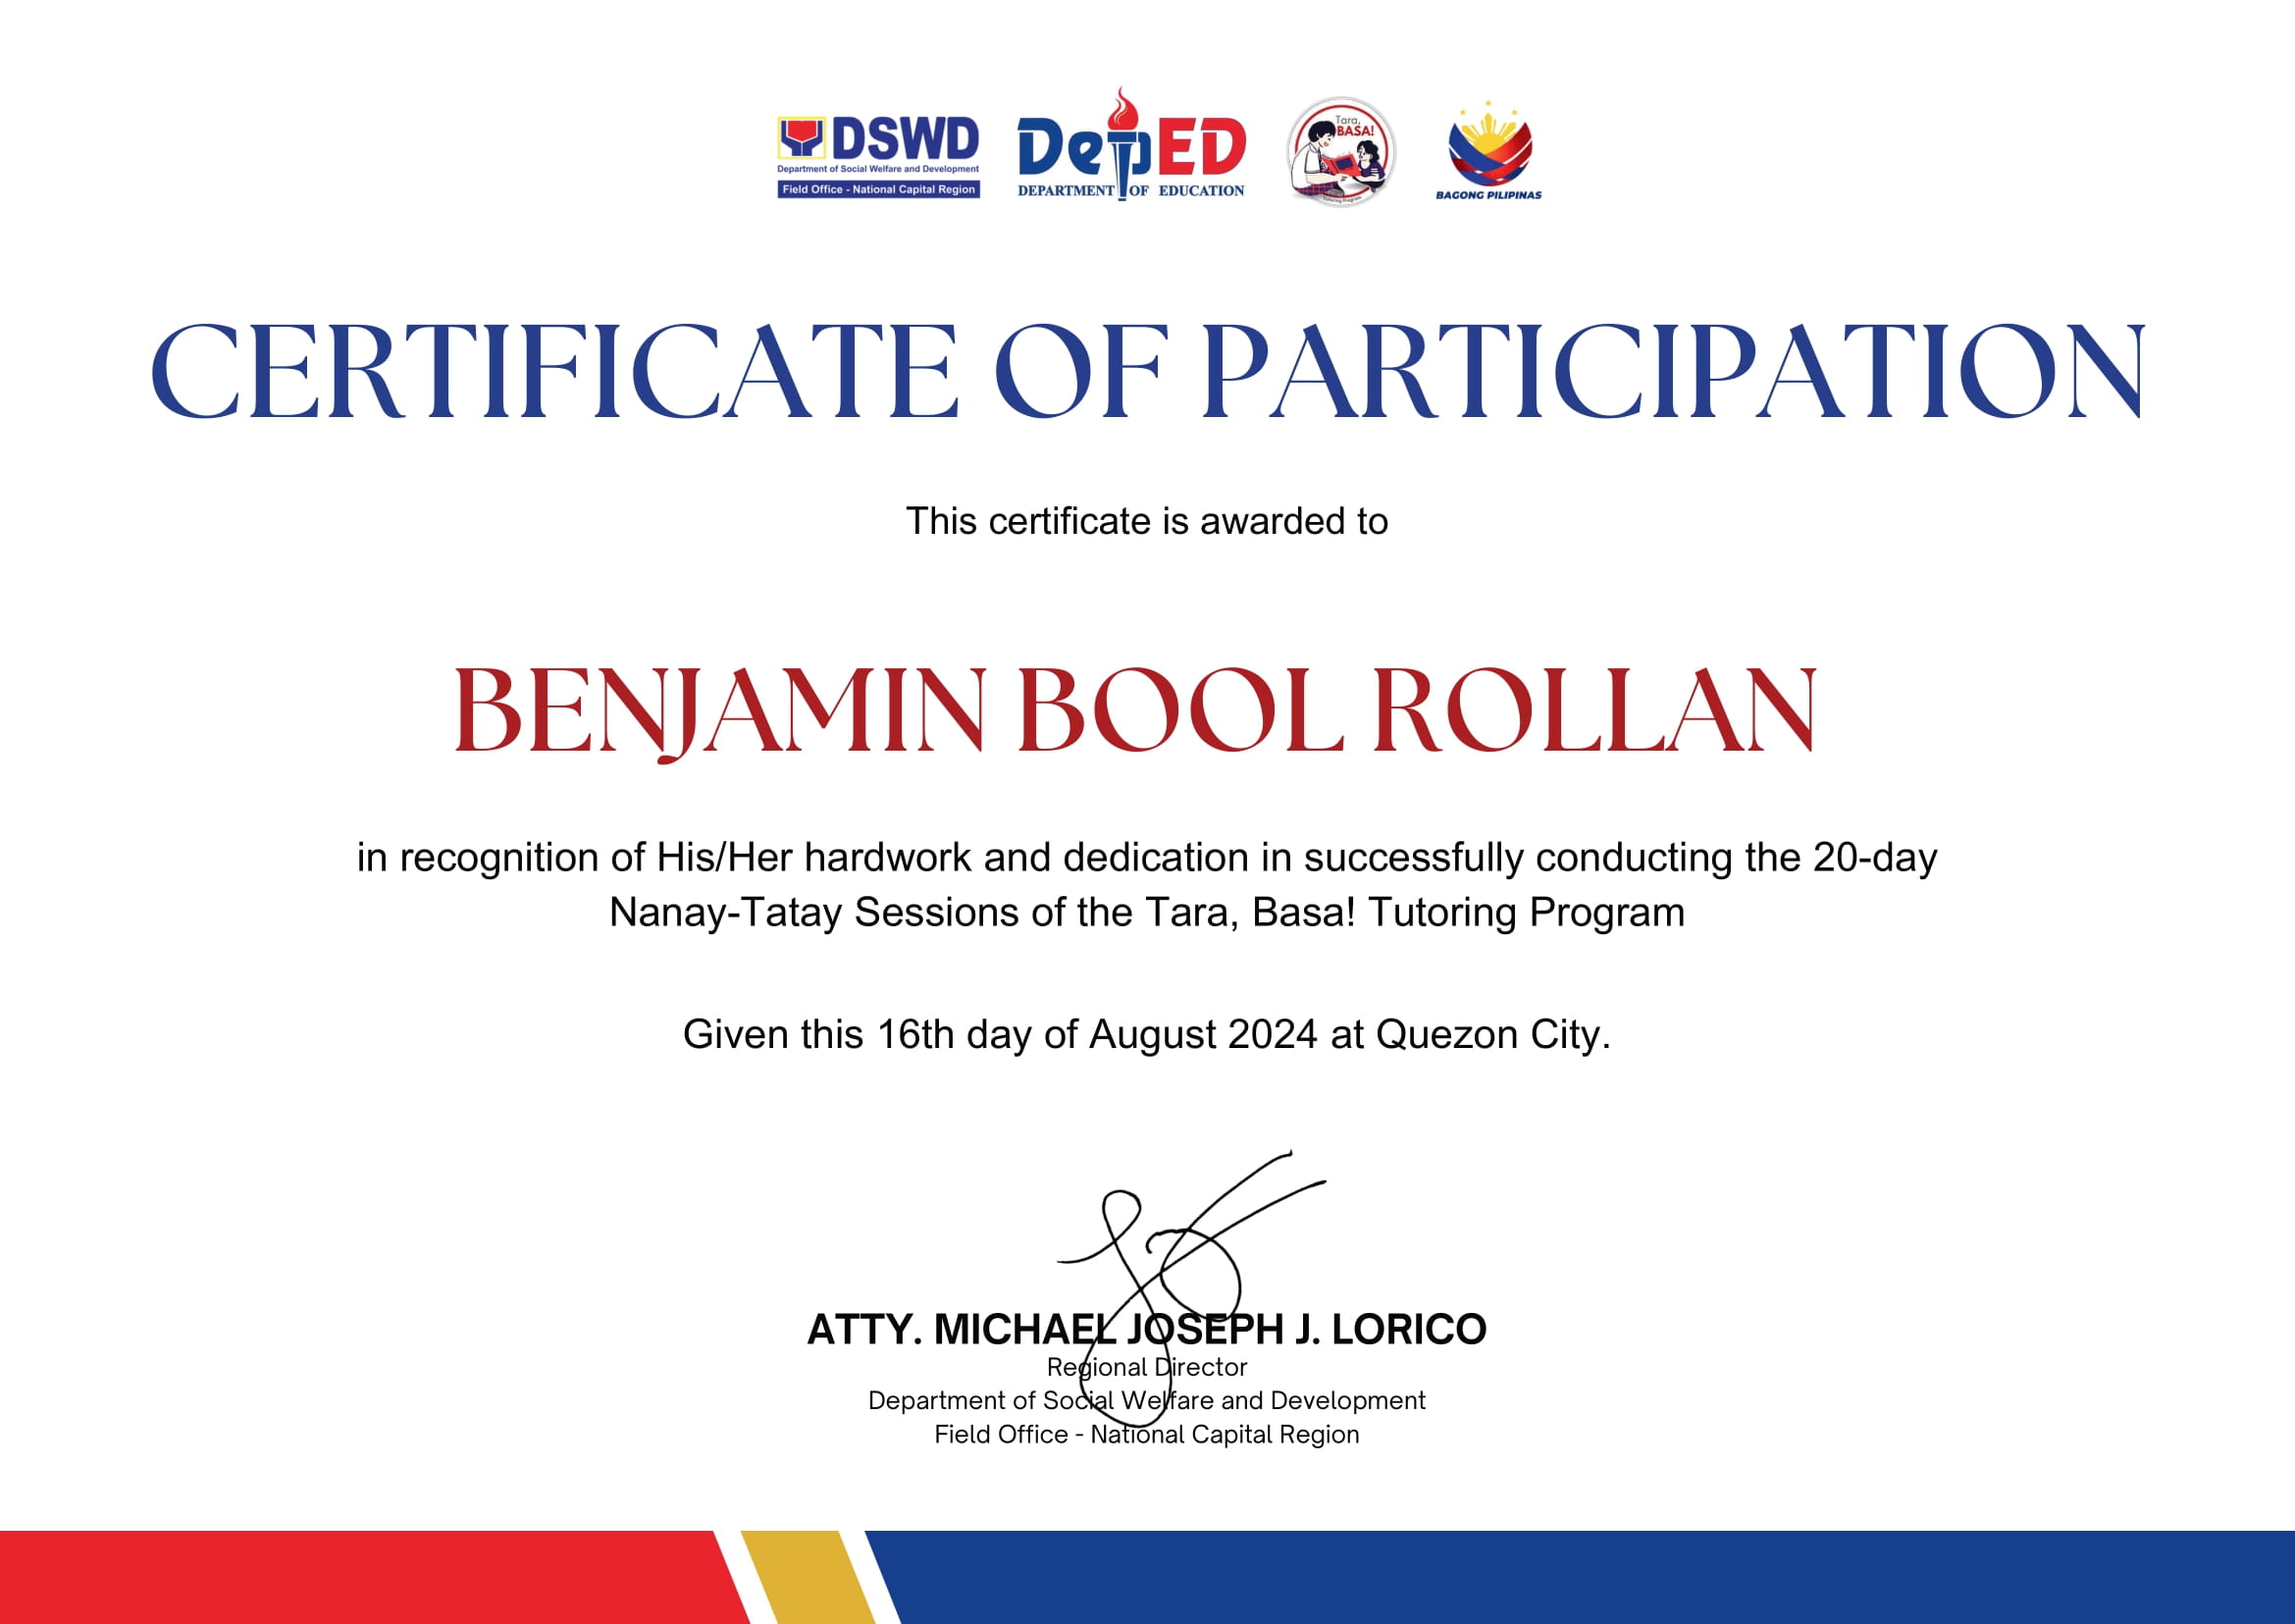 DSWD
Department of Social Welfare and Development
Field Office - National Capital Region
DepED
DEPARTMENT OF EDUCATION
Tara,
BASA!
Tutoring Program
BAGONG PILIPINAS
CERTIFICATE OF PARTICIPATION
This certificate is awarded to
BENJAMIN BOOL ROLLAN
in recognition of His/Her hardwork and dedication in successfully conducting the 20-day
Nanay-Tatay Sessions of the Tara, Basa! Tutoring Program
Given this 16th day of August 2024 at Quezon City.
ATTY. MICHAEL JOSEPH J. LORICO
Regional Director
Department of Social Welfare and Development
Field Office - National Capital Region